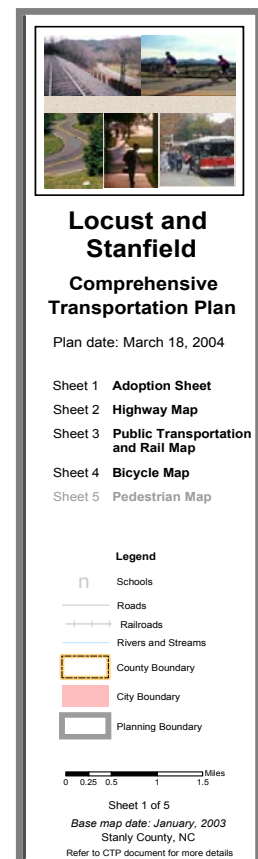 Locust and
Stanfield
Comprehensive
Transportation Plan
Plan date: March 18, 2004
Sheet 1 Adoption Sheet
Sheet 2 Highway Map
Sheet 3 Public Transportation
and Rail Map
Sheet 4 Bicycle Map
Sheet 5 Pedestrian Map
Legend
n Schools
Roads
Railroads
Rivers and Streams
County Boundary
City Boundary
Planning Boundary
Miles
0 0.25 0.5 1 1.5
Sheet 1 of 5
Base map date: January, 2003
Stanly County, NC
Refer to CTP document for more details